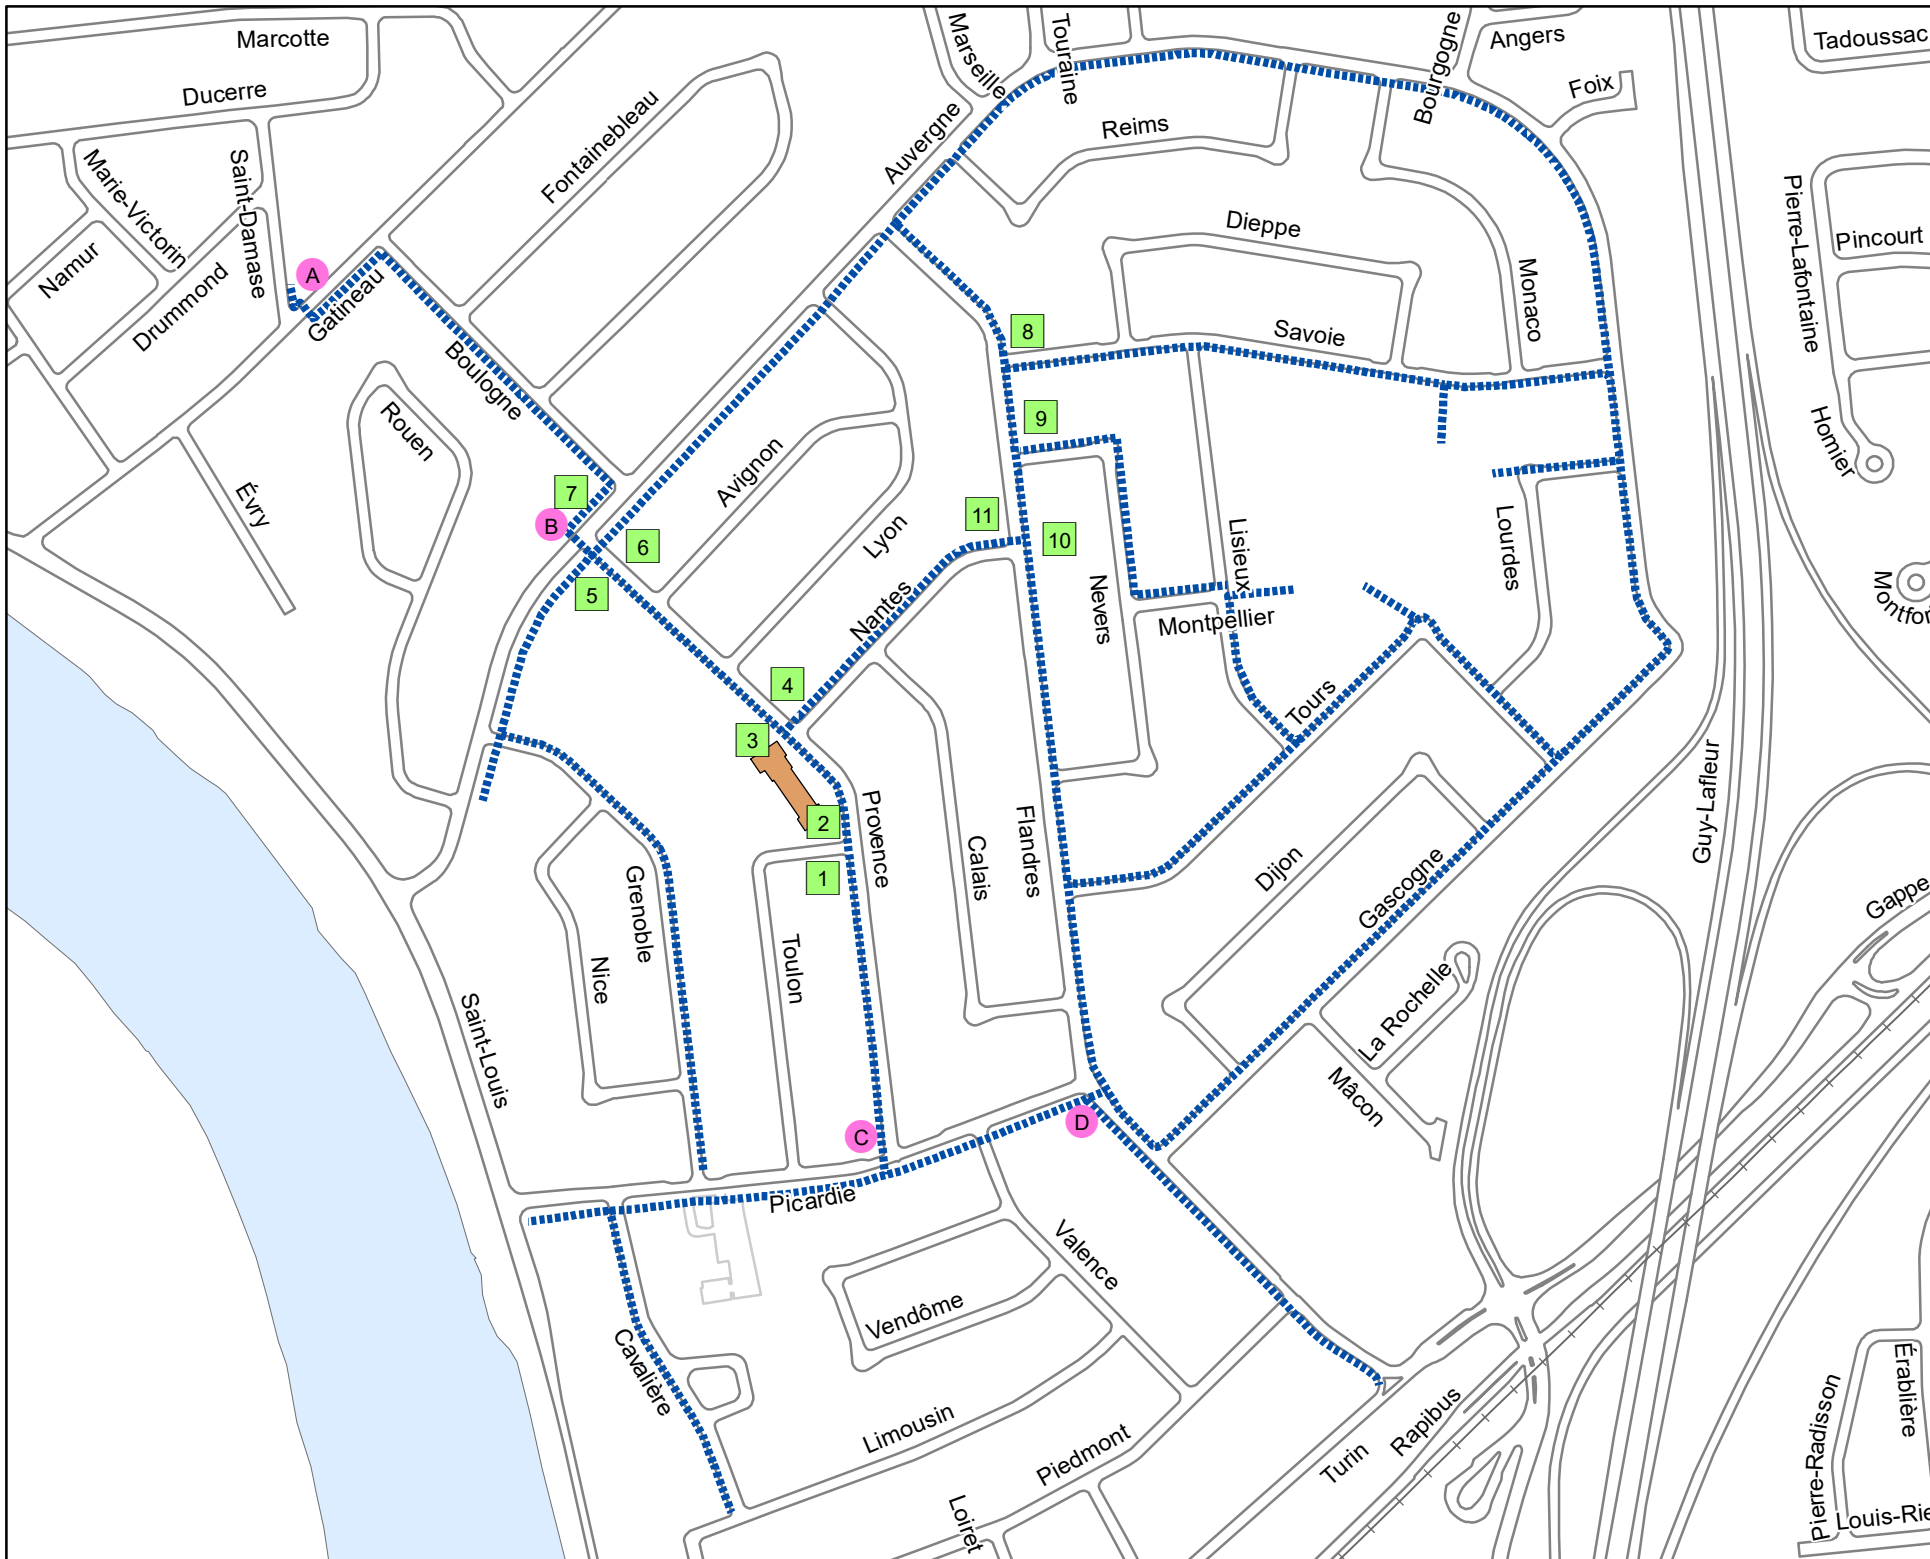 Marcotte
Ducerre
Marie-Victorin
Saint-Damase
Namur
Drummond
A
Gatineau
Fontainebleau
Boulogne
Rouen
Évry
Marseille
Touraine
Auvergne
Reims
Bourgogne
Angers
Foix
Tadoussac
Pierre-Lafontaine
Pincourt
Dieppe
Monaco
Savoie
8
9
Homier
Avignon
Lyon
7
B
6
5
11
10
Nantes
Nevers
Lisieux
Montpellier
Lourdes
4
3
2
1
Tours
Provence
Calais
Flandres
Dijon
Gascogne
Guy-Lafleur
Gappe
La Rochelle
Mâcon
Grenoble
Nice
Toulon
Saint-Louis
C
D
Picardie
Valence
Vendôme
Cavalière
Limousin
Piedmont
Loiret
Turin
Rapibus
Pierre-Radisson
Érablière